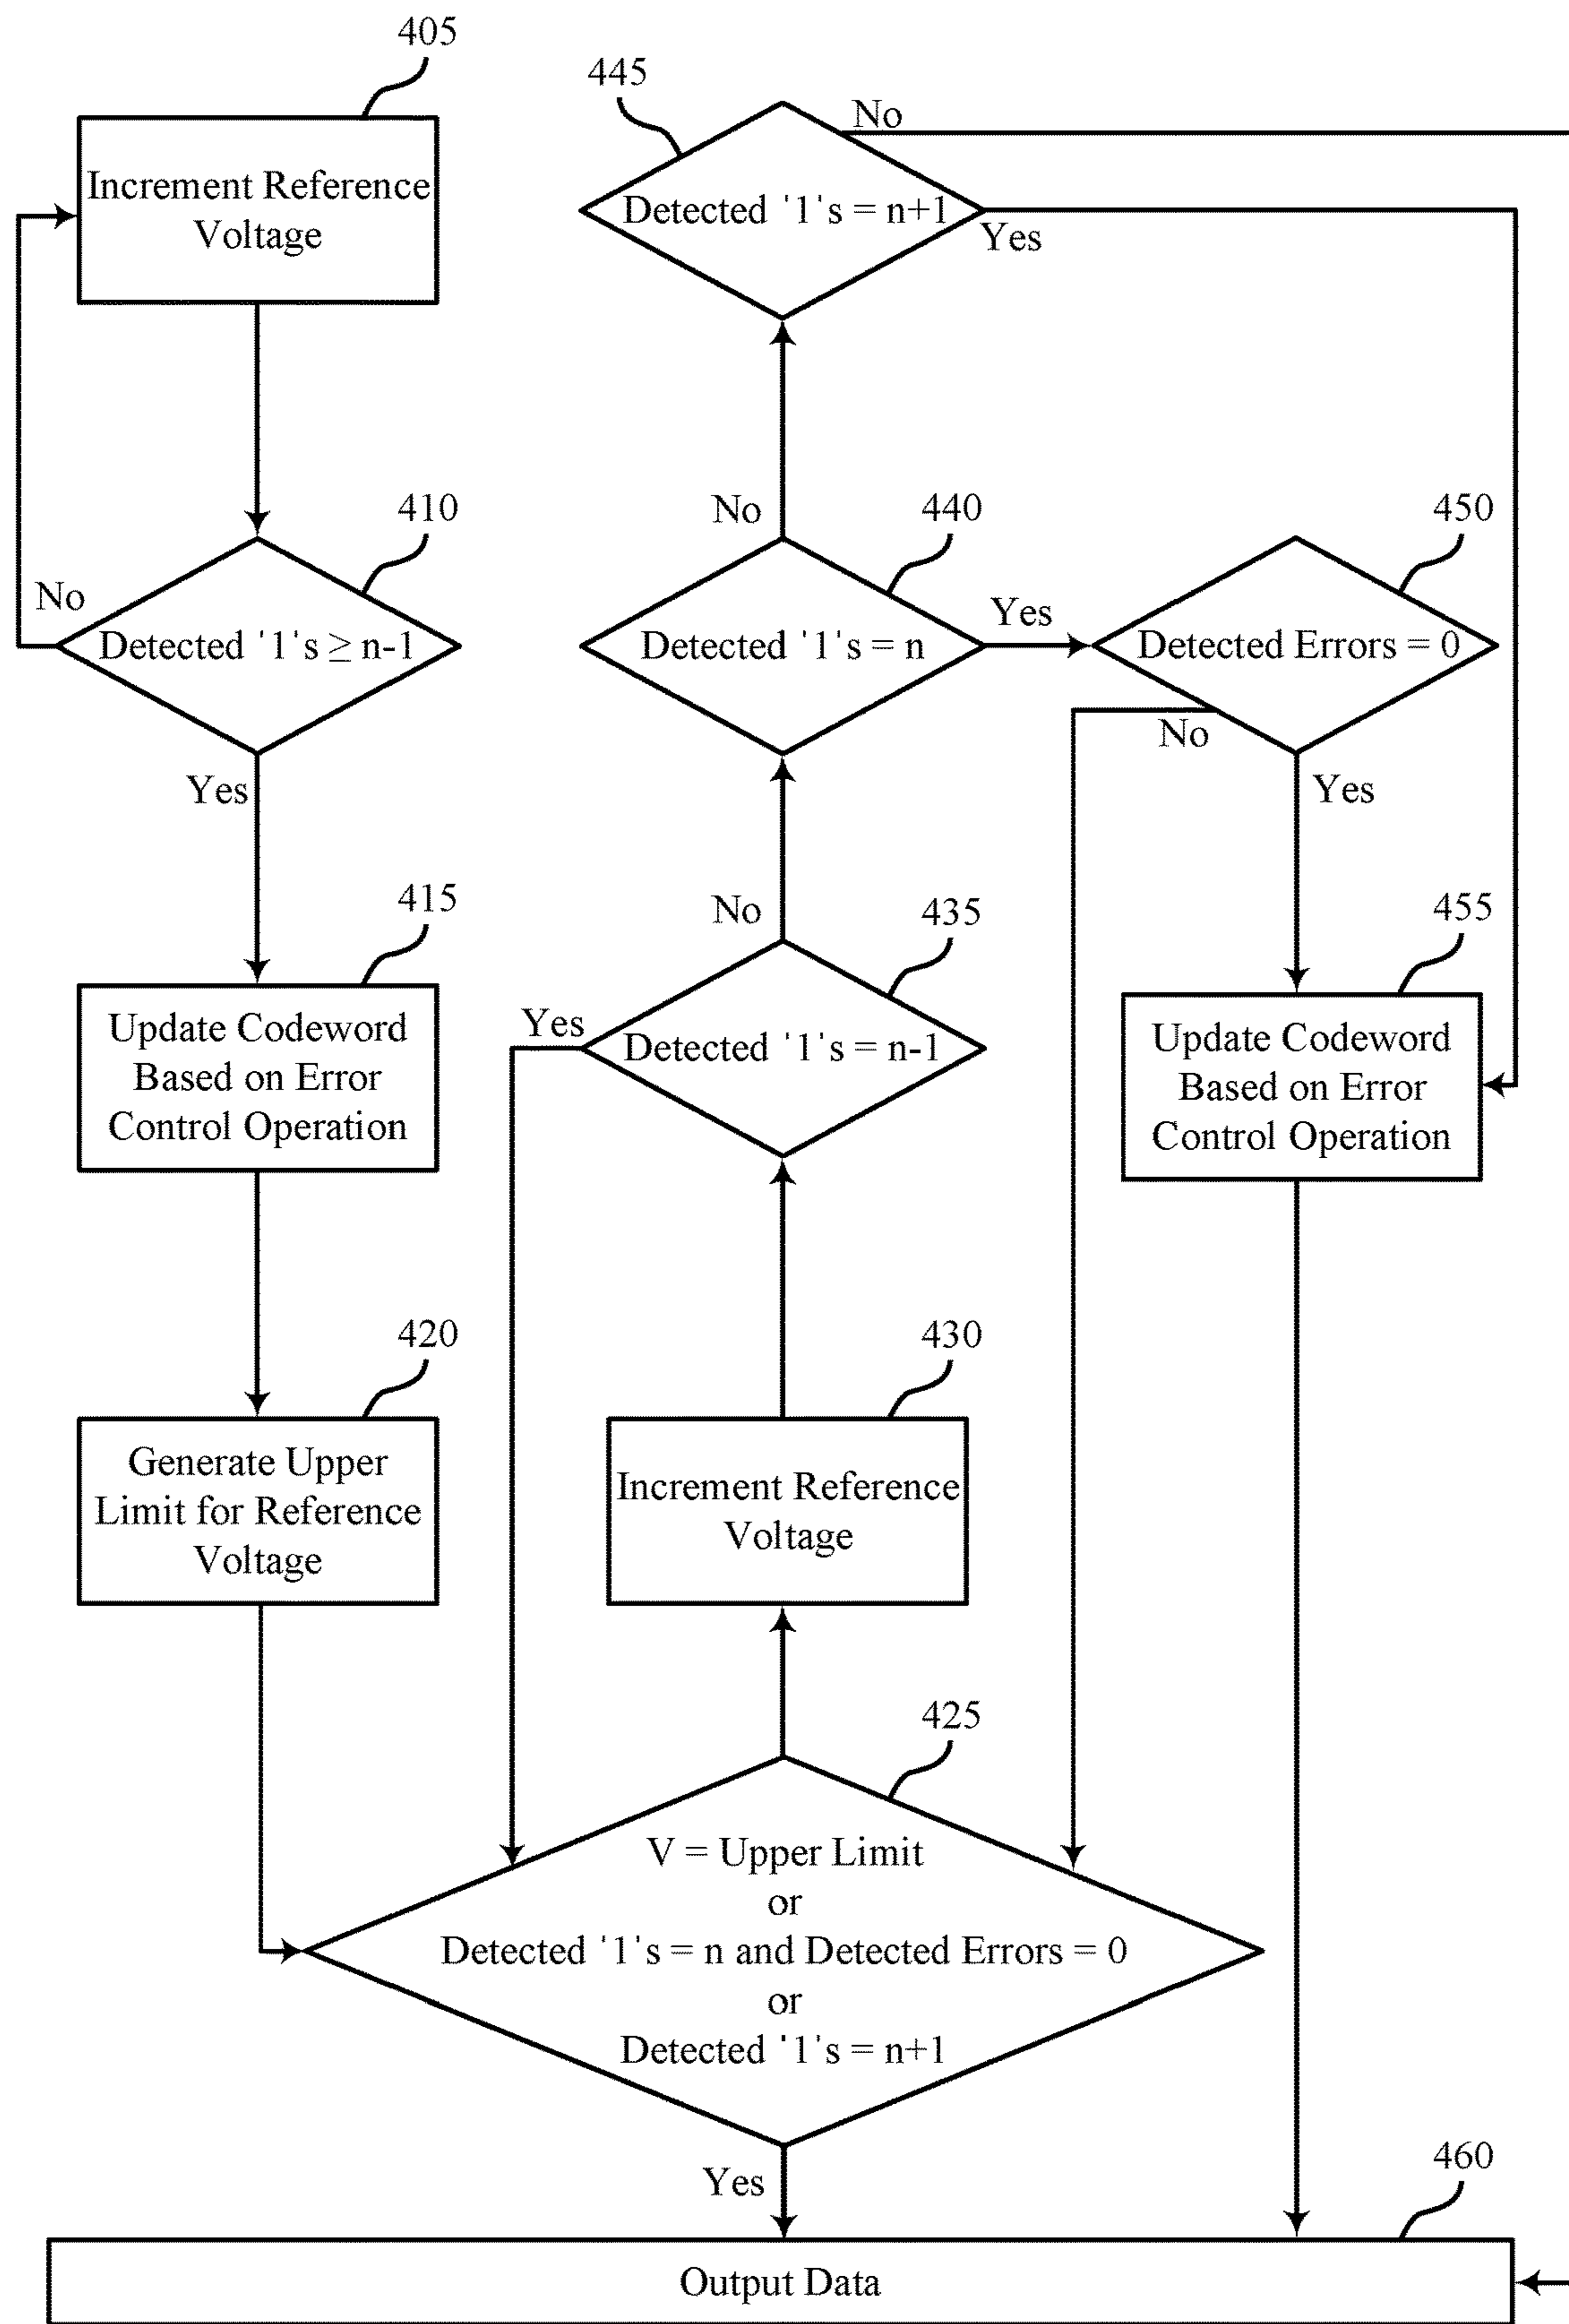 405
Increment Reference
Voltage
410
No
Detected '1's ≥ n-1
Yes
415
Update Codeword
Based on Error
Control Operation
420
Generate Upper
Limit for Reference
Voltage
445
No
Detected '1's = n+1
Yes
No
440
Yes
Detected '1's = n
450
Detected Errors = 0
No
Yes
No
435
Yes
Detected '1's = n-1
455
Update Codeword
Based on Error
Control Operation
430
Increment Reference
Voltage
425
V = Upper Limit
or
Detected '1's = n and Detected Errors = 0
or
Detected '1's = n+1
Yes
460
Output Data